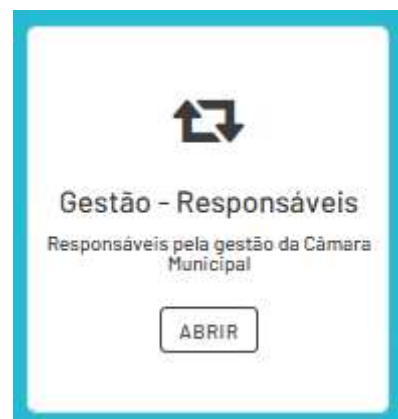 Gestão - Responsáveis
Responsáveis pela gestão da Câmara
Municipal
ABRIR